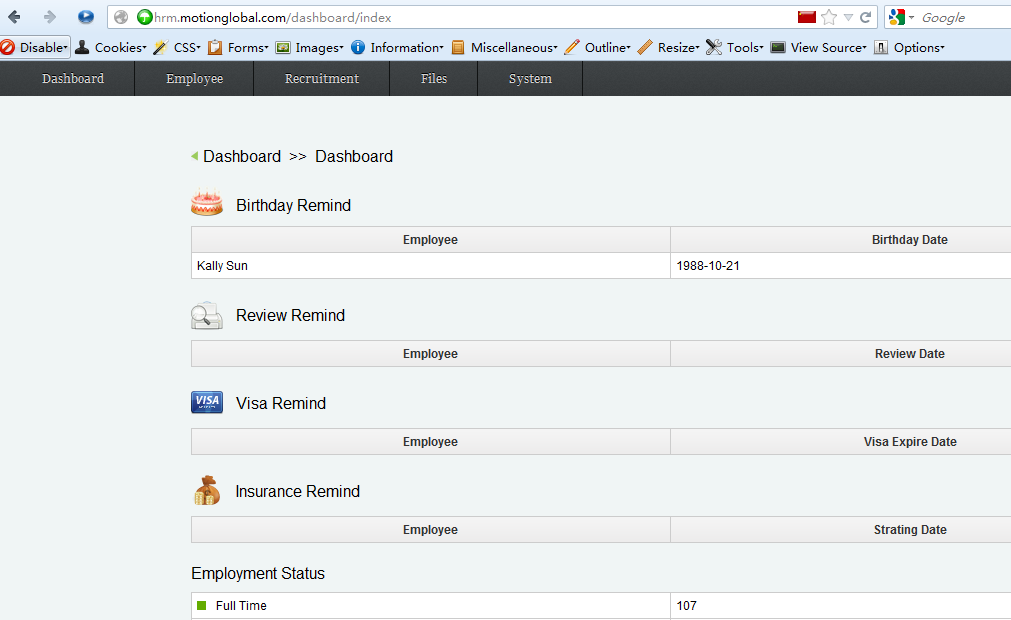 hrm.motionglobal.com/dashboard/index Google
Disable Cookies CSS Forms Images Information Miscellaneous Outline Resize Tools View Source Options
Dashboard Employee Recruitment Files System
Dashboard >> Dashboard
Birthday Remind
Employee Birthday Date
Kally Sun 1988-10-21
Review Remind
Employee Review Date
VISA Visa Remind
Employee Visa Expire Date
Insurance Remind
Employee Strating Date
Employment Status
Full Time 107